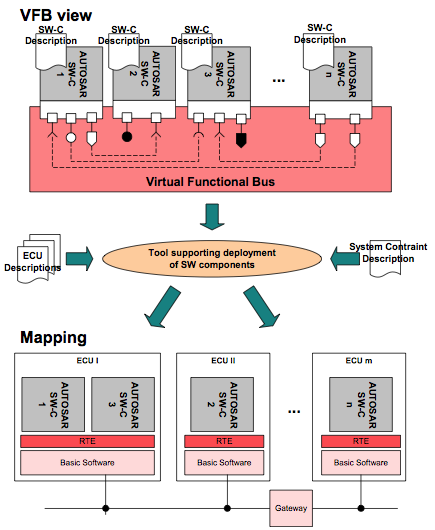 VFB view
SW-C
Description
SW-C
Description
SW-C
Description
SW-C
Description
AUTOSAR
SW-C
1
AUTOSAR
SW-C
2
AUTOSAR
SW-C
3
...
AUTOSAR
SW-C
n
Virtual Functional Bus
ECU
Descriptions
Tool supporting deployment
of SW components
System Contraint
Description
Mapping
ECU I
ECU II
ECU m
AUTOSAR
SW-C
1
AUTOSAR
SW-C
3
AUTOSAR
SW-C
2
...
AUTOSAR
SW-C
n
RTE
RTE
RTE
Basic Software
Basic Software
Basic Software
Gateway